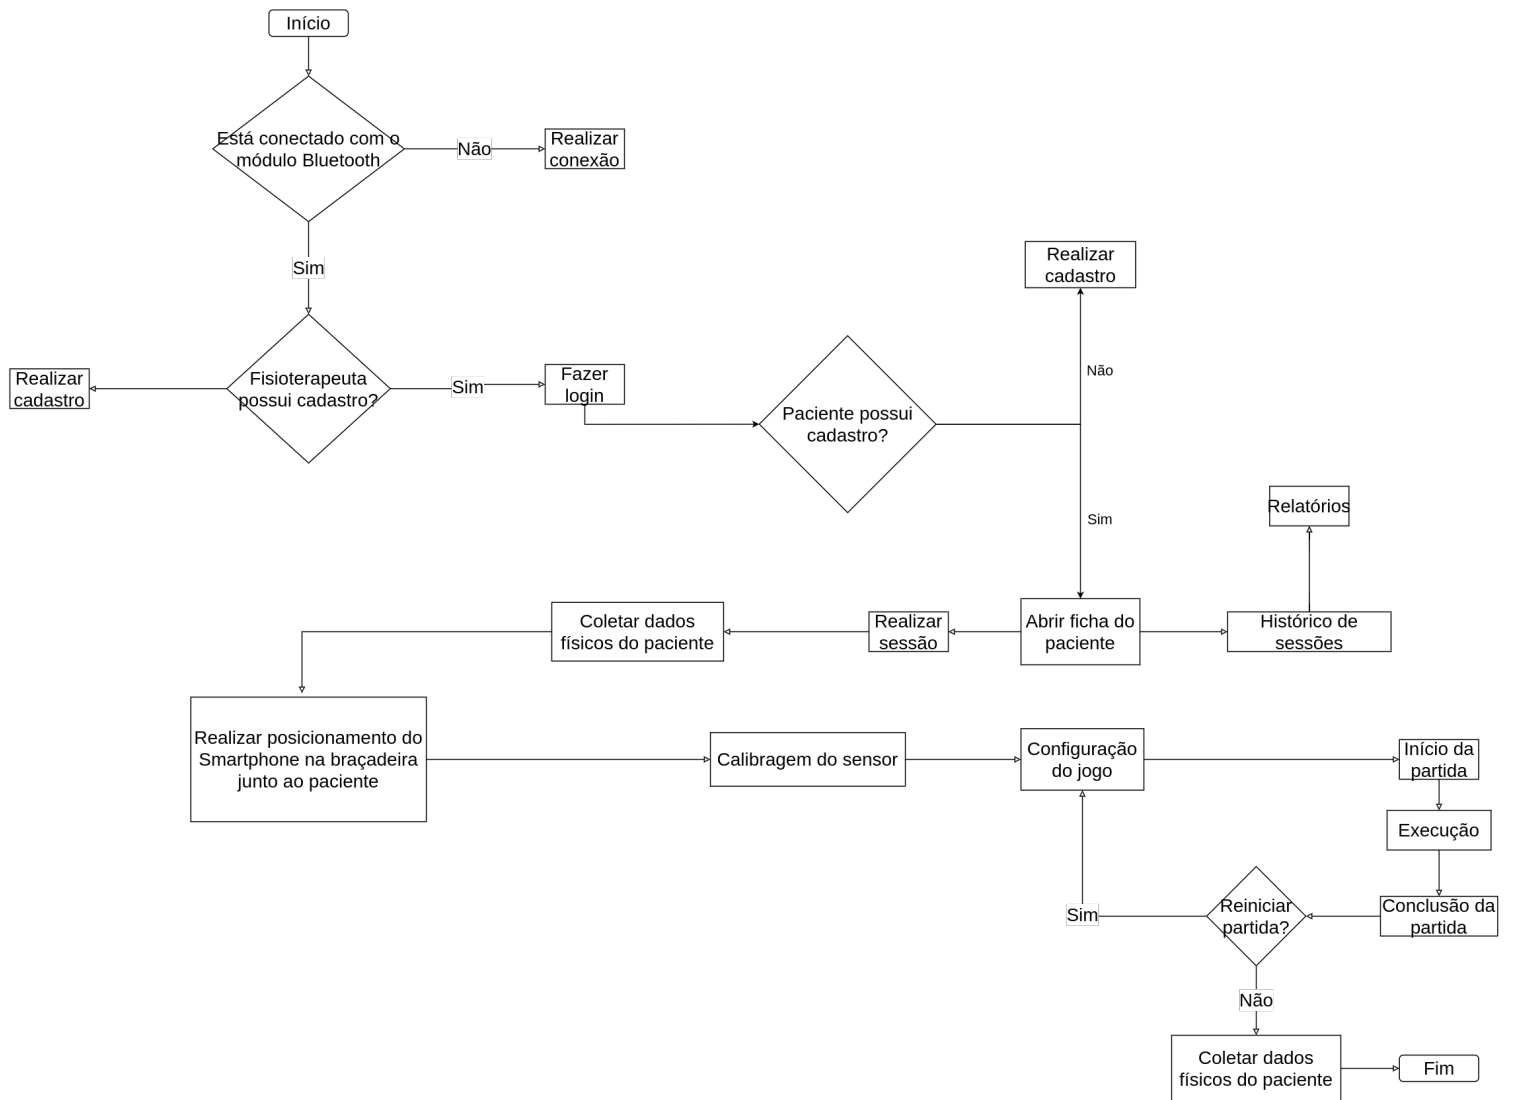 Início
Está conectado com o
módulo Bluetooth
Não
Realizar
conexão
Sim
Realizar
cadastro
Fisioterapeuta
possui cadastro?
Sim
Fazer
login
Paciente possui
cadastro?
Realizar
cadastro
Não
Sim
Relatórios
Coletar dados
físicos do paciente
Realizar
sessão
Abrir ficha do
paciente
Histórico de
sessões
Realizar posicionamento do
Smartphone na braçadeira
junto ao paciente
Calibragem do sensor
Configuração
do jogo
Início da
partida
Execução
Sim
Reiniciar
partida?
Conclusão da
partida
Não
Coletar dados
físicos do paciente
Fim